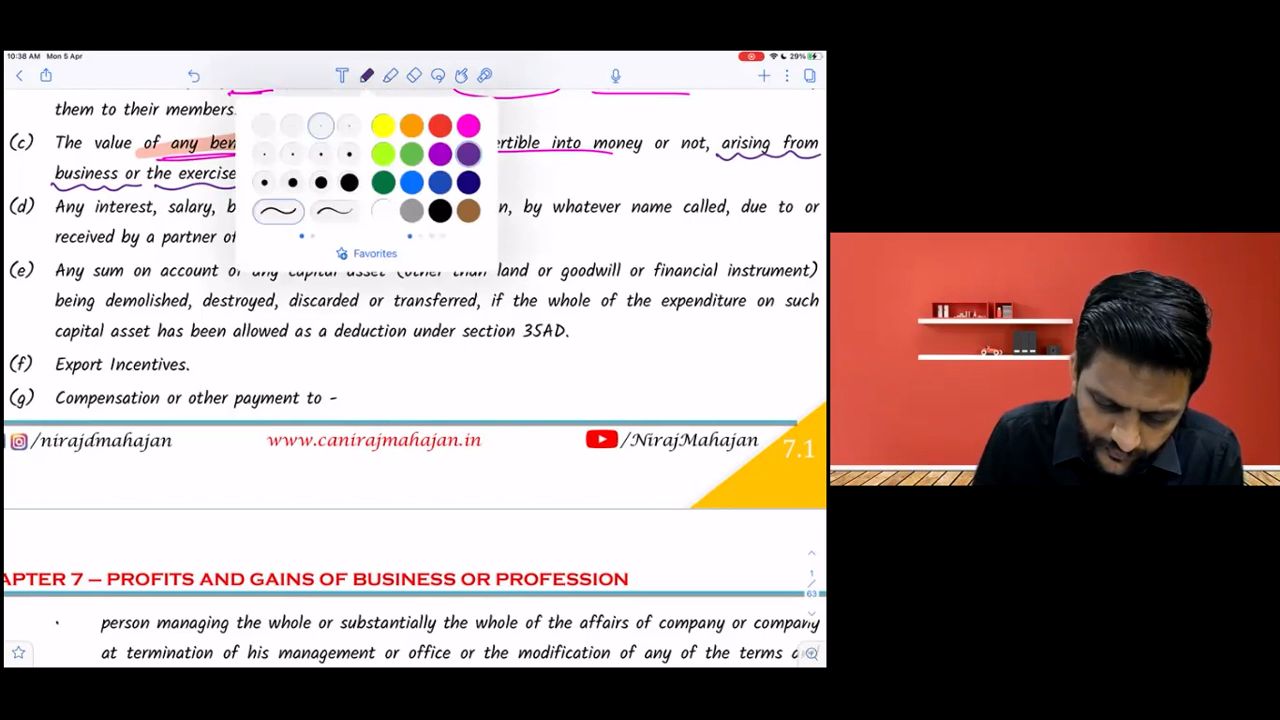 10:38 AM Mon 5 Apr
29%
them to their members.
(c) The value of any ben ertible into money or not, arising from
business or the exercise
(d) Any interest, salary, b n, by whatever name called, due to or
received by a partner of
Favorites
(e) Any sum on account of any capital asset (other than land or goodwill or financial instrument)
being demolished, destroyed, discarded or transferred, if the whole of the expenditure on such
capital asset has been allowed as a deduction under section 35AD.
(f) Export Incentives.
(g) Compensation or other payment to -
/nirajdmahajan www.canirajmahajan.in /NirajMahajan 7.1
APTER 7 – PROFITS AND GAINS OF BUSINESS OR PROFESSION
1
/
63
person managing the whole or substantially the whole of the affairs of company or company
at termination of his management or office or the modification of any of the terms